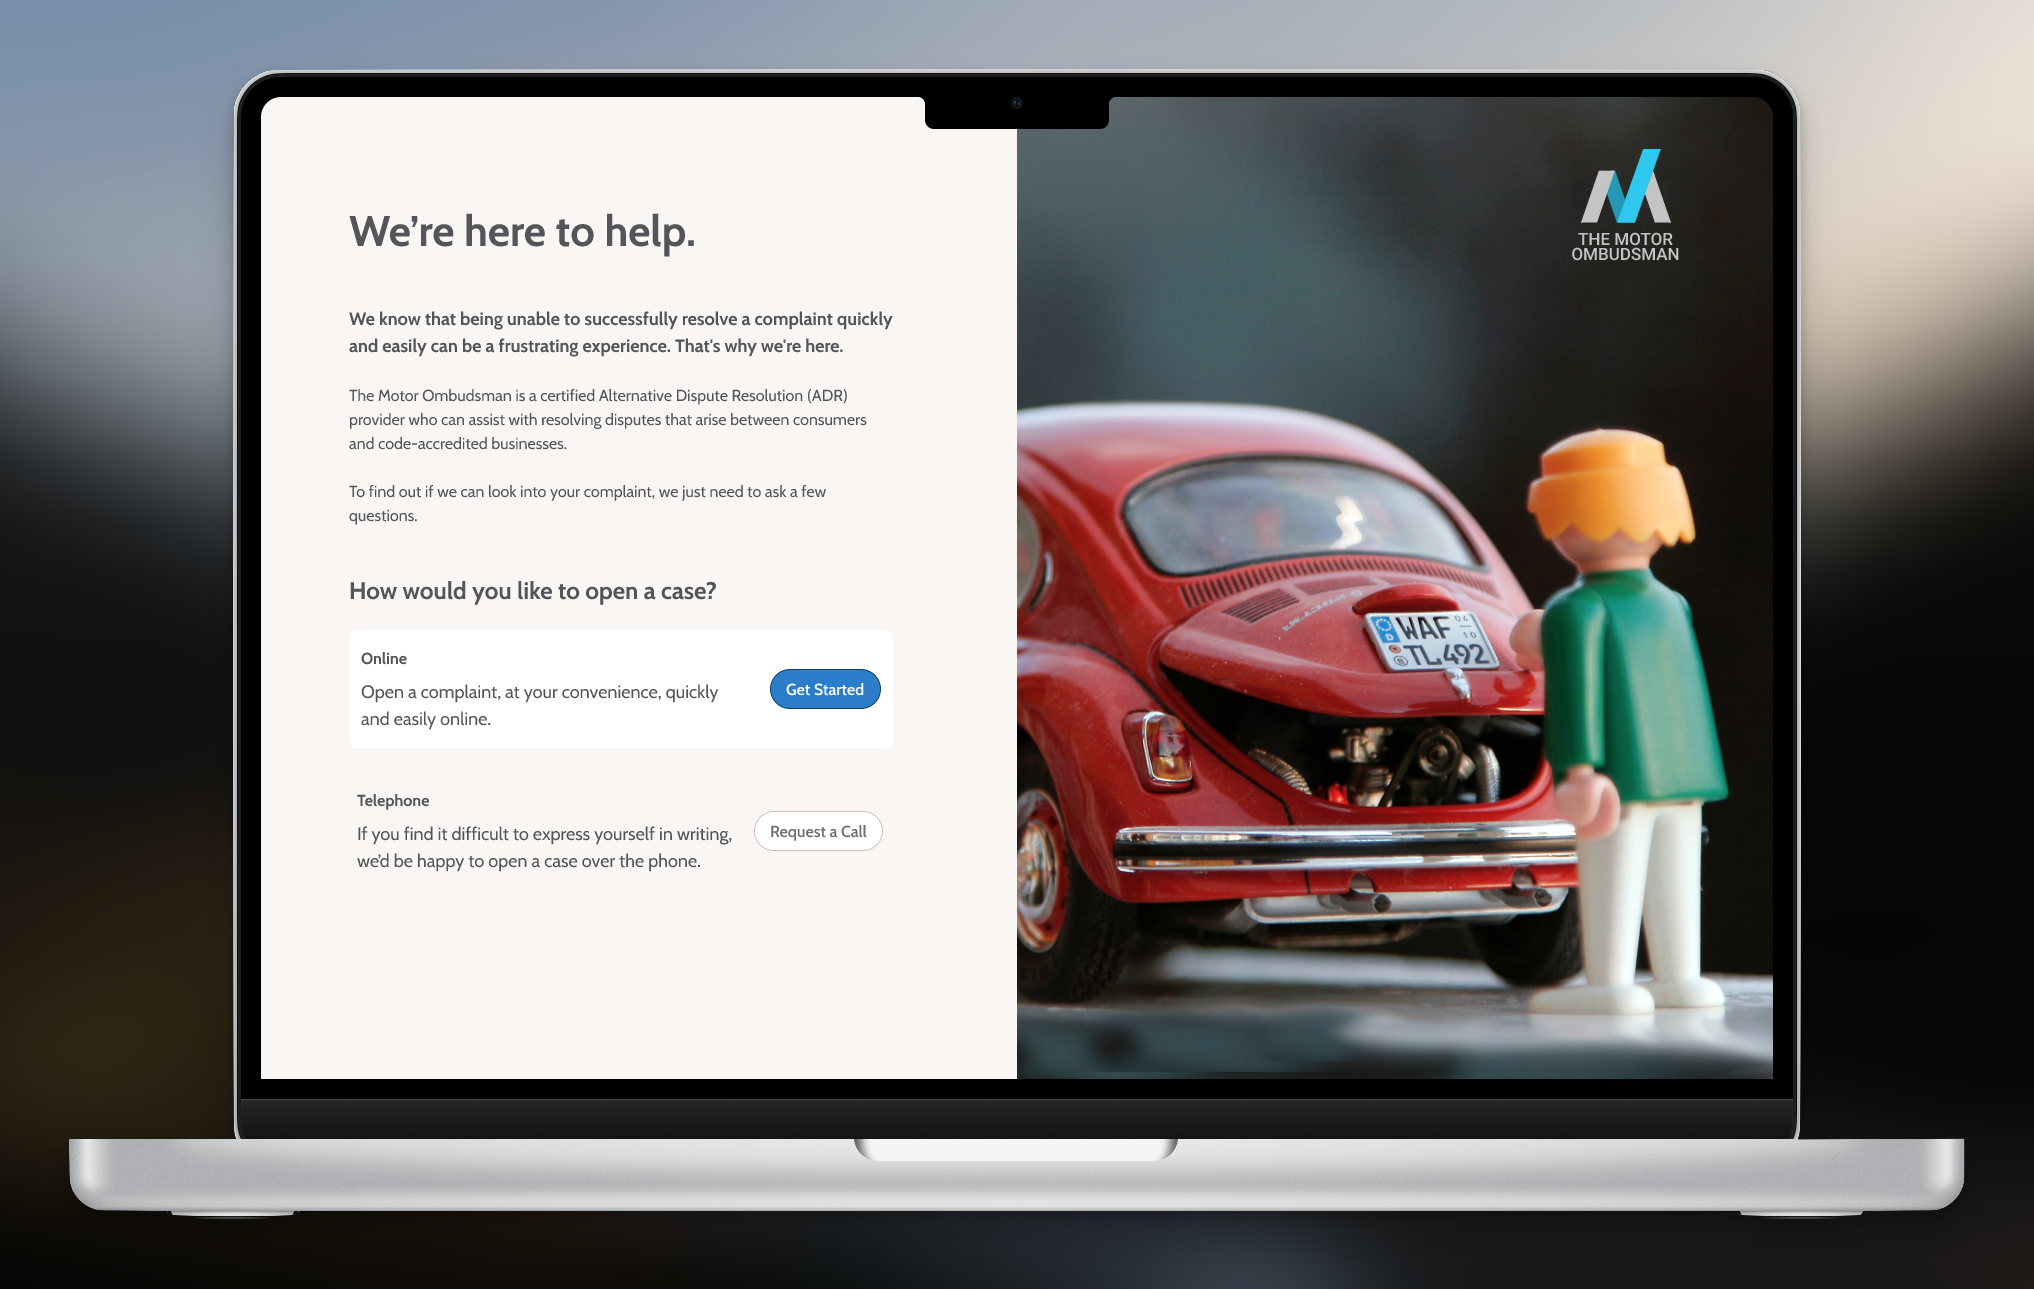 We’re here to help.
We know that being unable to successfully resolve a complaint quickly
and easily can be a frustrating experience. That's why we're here.
The Motor Ombudsman is a certified Alternative Dispute Resolution (ADR)
provider who can assist with resolving disputes that arise between consumers
and code-accredited businesses.
To find out if we can look into your complaint, we just need to ask a few
questions.
How would you like to open a case?
Online
Open a complaint, at your convenience, quickly
and easily online.
Get Started
Telephone
If you find it difficult to express yourself in writing,
we’d be happy to open a case over the phone.
Request a Call
THE MOTOR
OMBUDSMAN
WAF 04
10
D
TL 492